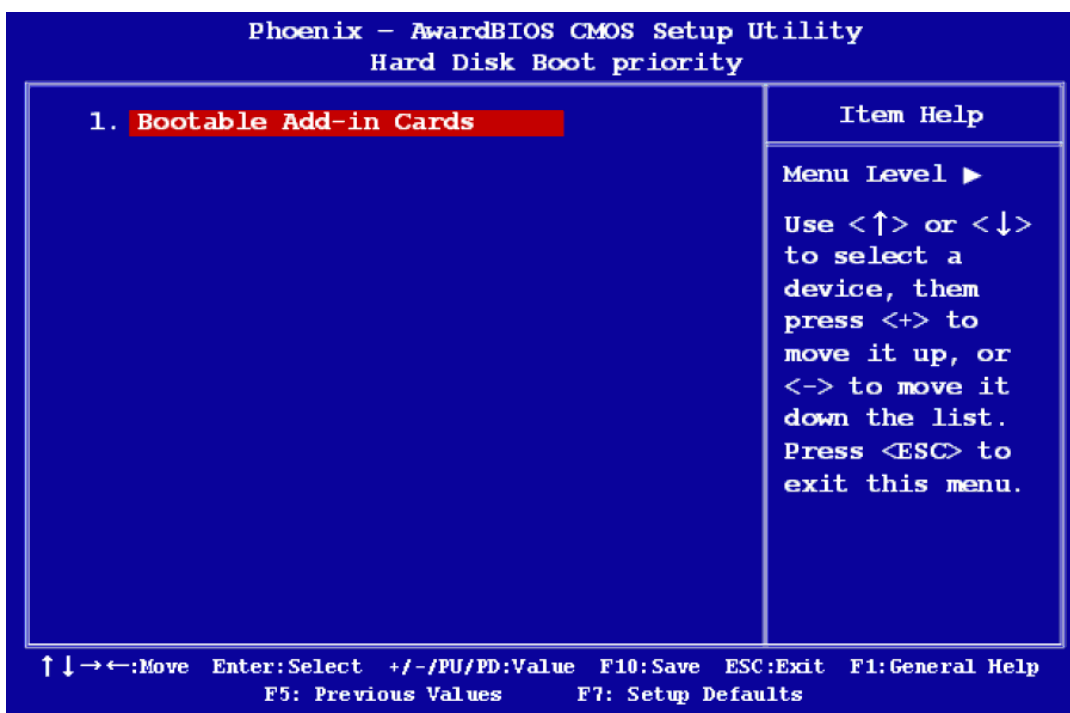 Phoenix – AwardBIOS CMOS Setup Utility
Hard Disk Boot priority
1. Bootable Add-in Cards
Item Help
Menu Level ▶
Use <↑> or <↓>
to select a
device, them
press <+> to
move it up, or
<-> to move it
down the list.
Press <ESC> to
exit this menu.
↑↓→←:Move Enter:Select +/-/PU/PD:Value F10:Save ESC:Exit F1:General Help
F5: Previous Values F7: Setup Defaults